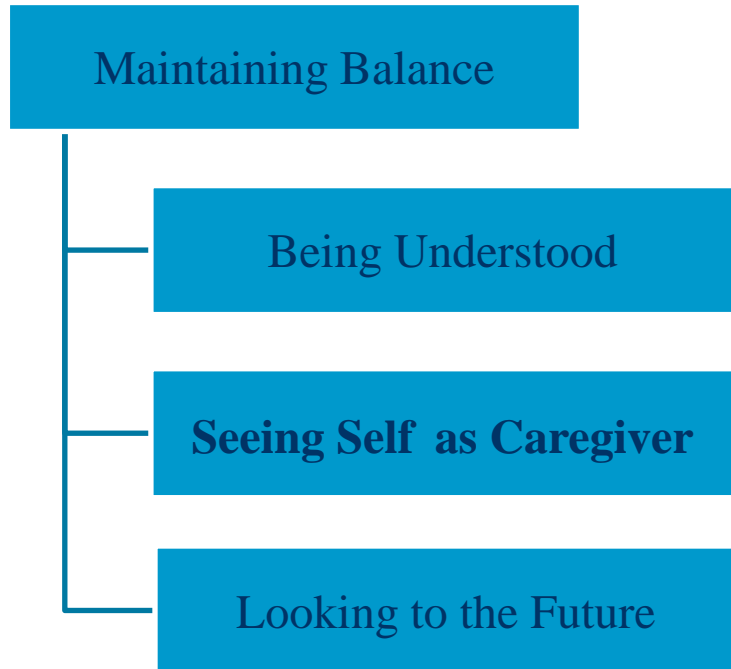 Maintaining Balance
Being Understood
Seeing Self as Caregiver
Looking to the Future